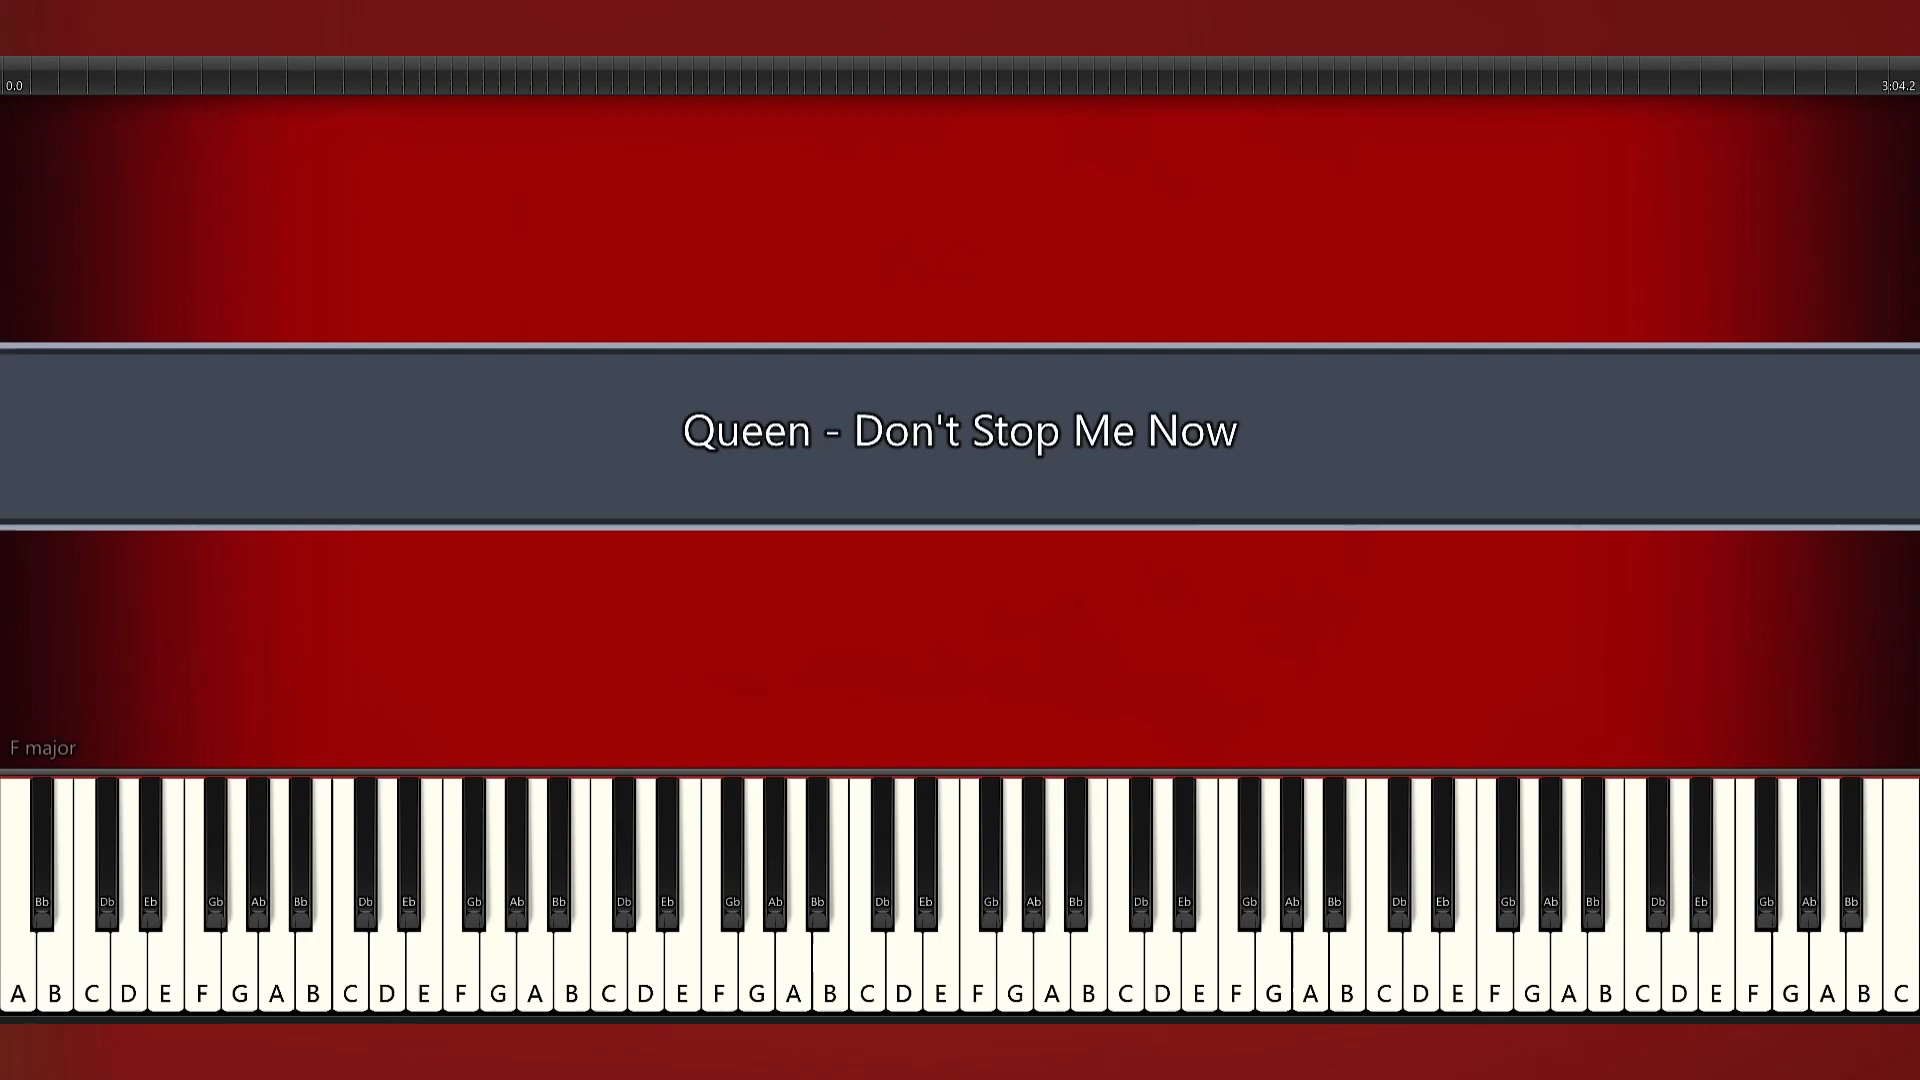 0.0 3:04.2
Queen - Don't Stop Me Now
F major
Bb Db Eb Gb Ab Bb Db Eb Gb Ab Bb Db Eb Gb Ab Bb Db Eb Gb Ab Bb Db Eb Gb Ab Bb Db Eb Gb Ab Bb Db Eb Gb Ab Bb
A B C D E F G A B C D E F G A B C D E F G A B C D E F G A B C D E F G A B C D E F G A B C D E F G A B C